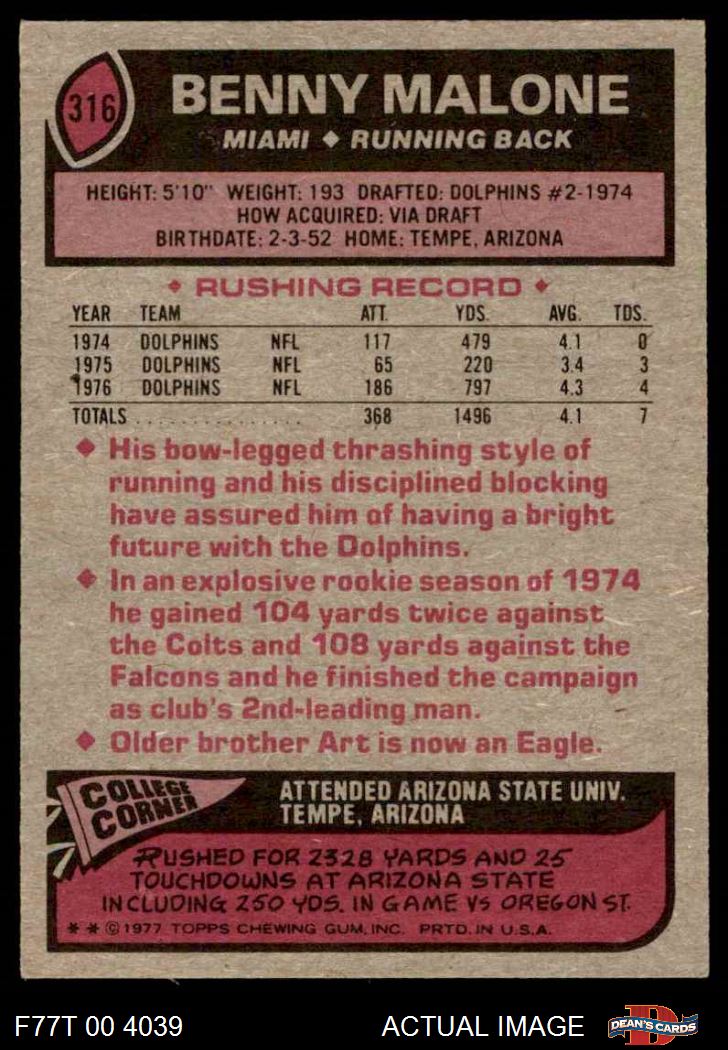 316
BENNY MALONE
MIAMI ◆ RUNNING BACK
HEIGHT: 5'10" WEIGHT: 193 DRAFTED: DOLPHINS #2-1974
HOW ACQUIRED: VIA DRAFT
BIRTHDATE: 2-3-52 HOME: TEMPE, ARIZONA
◆ RUSHING RECORD ◆
YEAR TEAM ATT. YDS. AVG. TDS.
1974 DOLPHINS NFL 117 479 4.1 0
1975 DOLPHINS NFL 65 220 3.4 3
1976 DOLPHINS NFL 186 797 4.3 4
TOTALS . . . . . . . . . . . . . . . . 368 1496 4.1 7
◆ His bow-legged thrashing style of
running and his disciplined blocking
have assured him of having a bright
future with the Dolphins.
◆ In an explosive rookie season of 1974
he gained 104 yards twice against
the Colts and 108 yards against the
Falcons and he finished the campaign
as club's 2nd-leading man.
◆ Older brother Art is now an Eagle.
COLLEGE
CORNER
ATTENDED ARIZONA STATE UNIV.
TEMPE, ARIZONA
RUSHED FOR 2328 YARDS AND 25
TOUCHDOWNS AT ARIZONA STATE
INCLUDING 250 YDS. IN GAME VS OREGON ST.
* * © 1977 TOPPS CHEWING GUM, INC. PRTD. IN U.S.A.
F77T 00 4039 ACTUAL IMAGE
D
DEAN'S CARDS